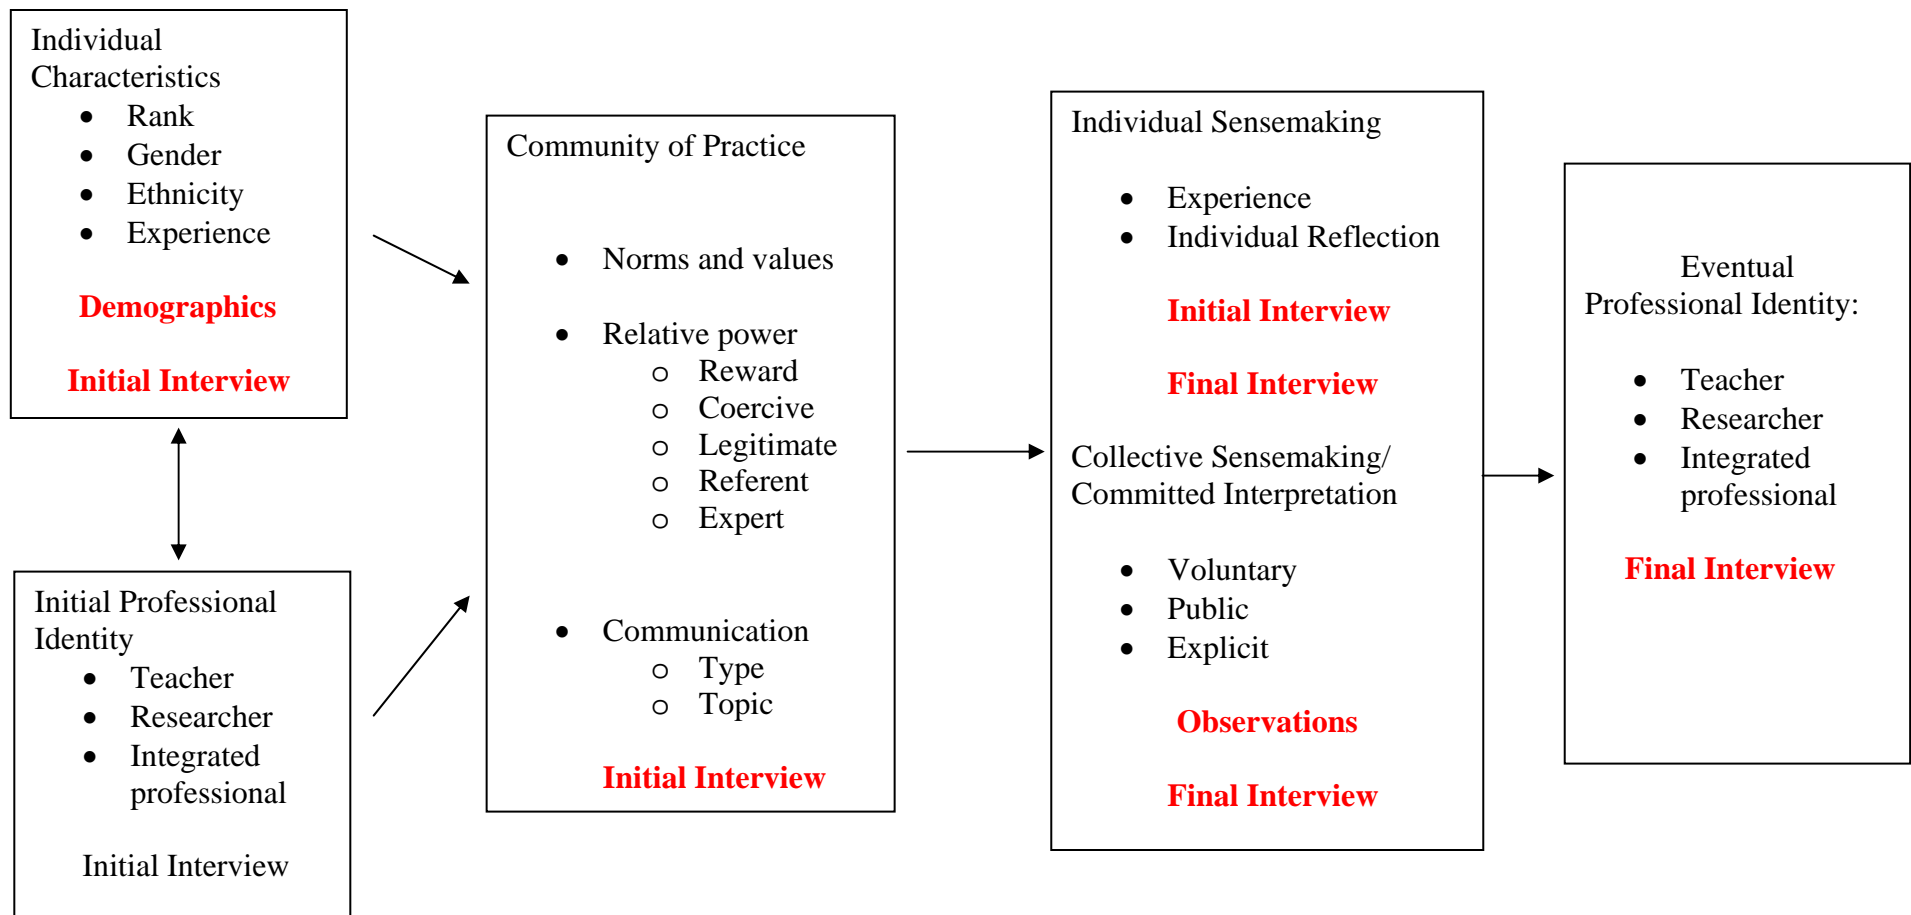 Individual
Characteristics
• Rank
• Gender
• Ethnicity
• Experience
Demographics
Initial Interview
Initial Professional
Identity
• Teacher
• Researcher
• Integrated
professional
Initial Interview
Community of Practice
• Norms and values
• Relative power
o Reward
o Coercive
o Legitimate
o Referent
o Expert
• Communication
o Type
o Topic
Initial Interview
Individual Sensemaking
• Experience
• Individual Reflection
Initial Interview
Final Interview
Collective Sensemaking/
Committed Interpretation
• Voluntary
• Public
• Explicit
Observations
Final Interview
Eventual
Professional Identity:
• Teacher
• Researcher
• Integrated
professional
Final Interview